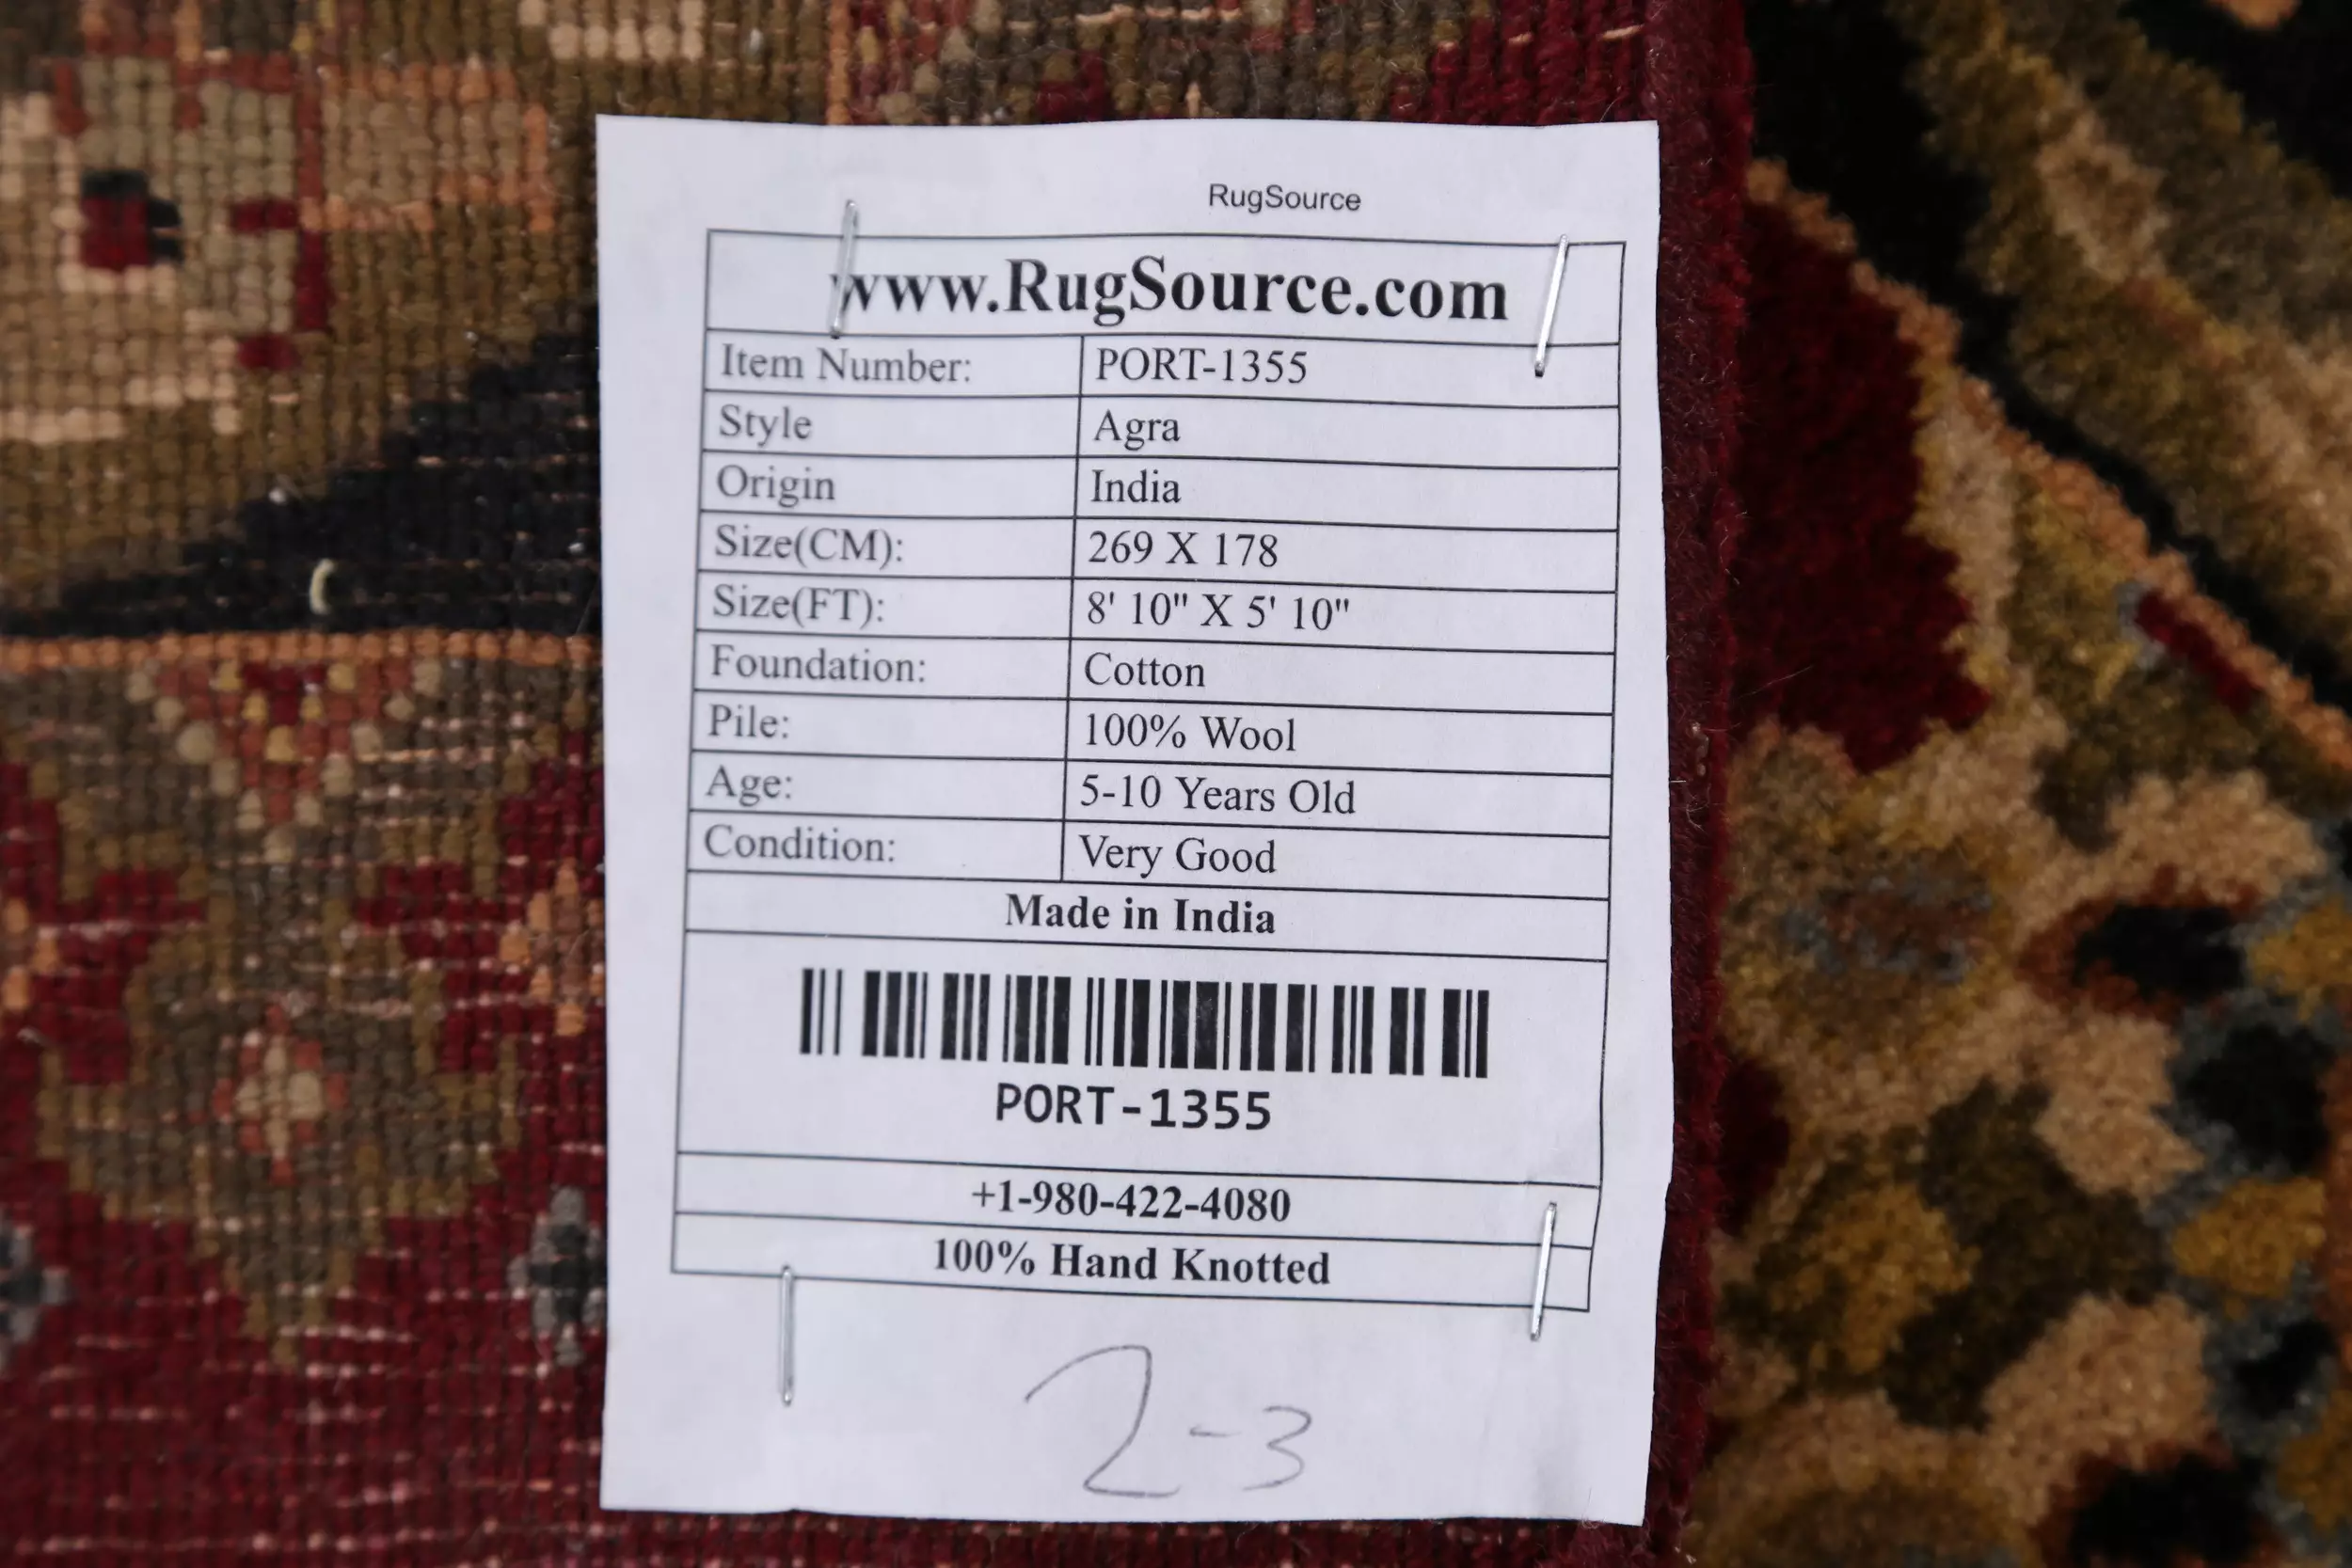 RugSource
www.RugSource.com
Item Number: PORT-1355
Style Agra
Origin India
Size(CM): 269 X 178
Size(FT): 8' 10" X 5' 10"
Foundation: Cotton
Pile: 100% Wool
Age: 5-10 Years Old
Condition: Very Good
Made in India
PORT-1355
+1-980-422-4080
100% Hand Knotted
2-3